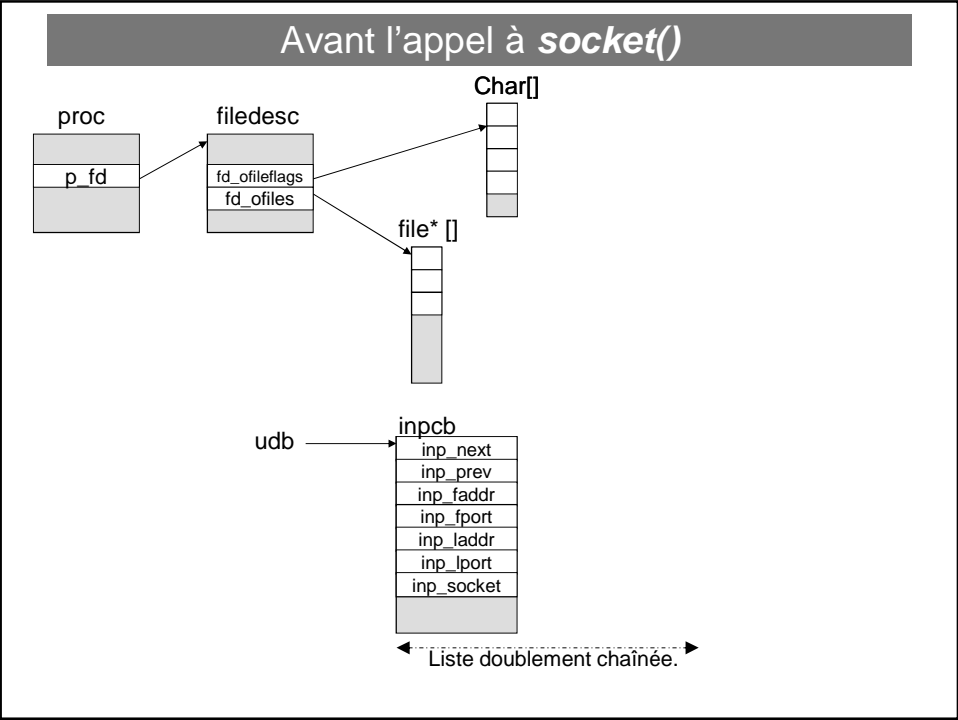 Avant l'appel à socket()
Char[]
proc
filedesc
p_fd
fd_ofileflags
fd_ofiles
file* []
udb
inpcb
inp_next
inp_prev
inp_faddr
inp_fport
inp_laddr
inp_lport
inp_socket
Liste doublement chaînée.